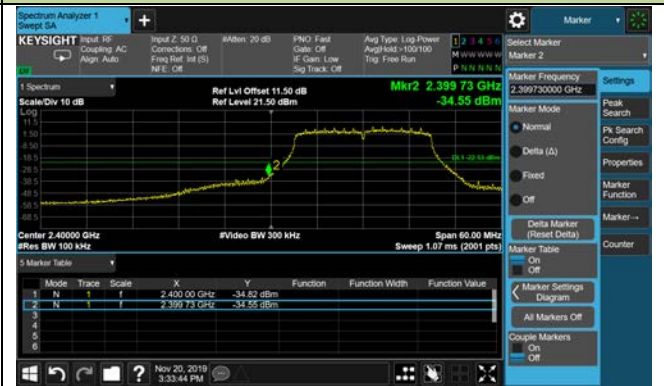 Spectrum Analyzer 1
Swept SA
+
Marker
KEYSIGHT
Input: RF
Coupling: AC
Align: Auto
Input Z: 50 Ω
Corrections: Off
Freq Ref: Int (S)
NFE: Off
#Atten: 20 dB
PNO: Fast
Gate: Off
IF Gain: Low
Sig Track: Off
Avg Type: Log-Power
Avg|Hold:>100/100
Trig: Free Run
1 2 3 4 5 6
M W W W W W
P N N N N N
Select Marker
Marker 2
1 Spectrum
Scale/Div 10 dB
Log
Ref Lvl Offset 11.50 dB
Ref Level 21.50 dBm
Mkr2 2.399 73 GHz
-34.55 dBm
11.5
1.50
-8.50
-18.5
-28.5
-38.5
-48.5
-58.5
-68.5
2
DL1 -22.53 dBm
Center 2.40000 GHz
#Res BW 100 kHz
#Video BW 300 kHz
Span 60.00 MHz
Sweep 1.07 ms (2001 pts)
5 Marker Table
Mode Trace Scale X Y Function Function Width Function Value
1 N 1 f 2.400 00 GHz -34.82 dBm
2 N 1 f 2.399 73 GHz -34.55 dBm
3
4
5
6
Marker Frequency
2.399730000 GHz
Marker Mode
Normal
Delta (Δ)
Fixed
Off
Delta Marker
(Reset Delta)
Marker Table
On
Off
Marker Settings
Diagram
All Markers Off
Couple Markers
On
Off
Settings
Peak
Search
Pk Search
Config
Properties
Marker
Function
Marker→
Counter
?
Nov 20, 2019
3:33:44 PM